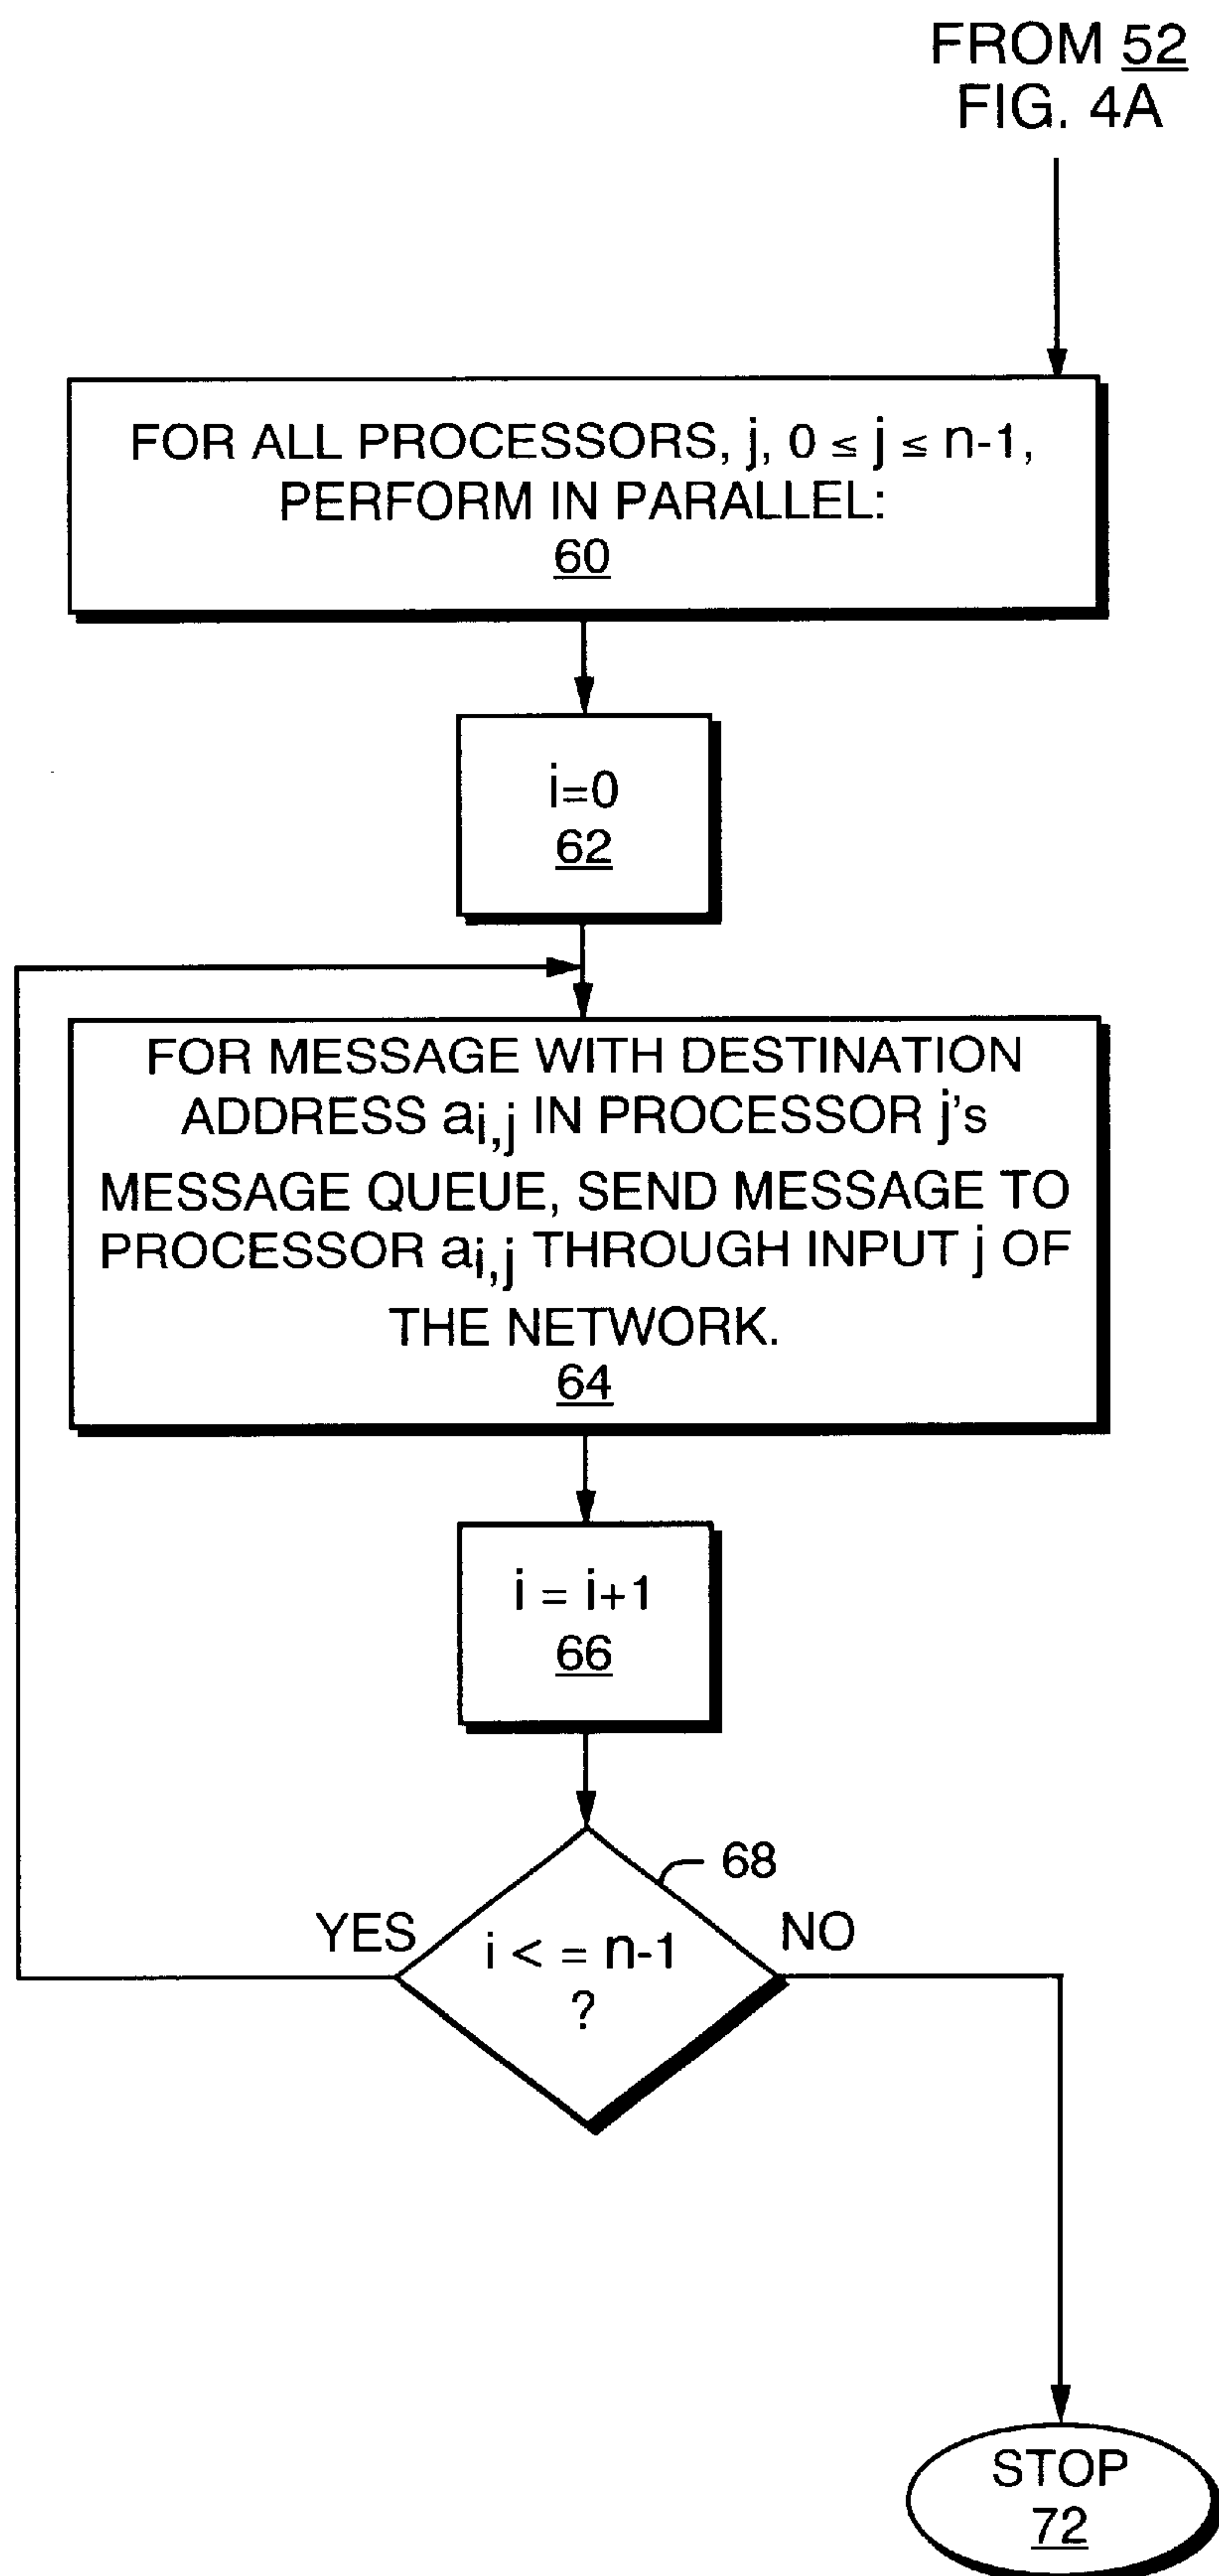 FROM 52
FIG. 4A
FOR ALL PROCESSORS, j, 0 ≤ j ≤ n-1,
PERFORM IN PARALLEL:
60
i=0
62
FOR MESSAGE WITH DESTINATION
ADDRESS ai,j IN PROCESSOR j's
MESSAGE QUEUE, SEND MESSAGE TO
PROCESSOR ai,j THROUGH INPUT j OF
THE NETWORK.
64
i = i+1
66
68
YES
i < = n-1
?
NO
STOP
72